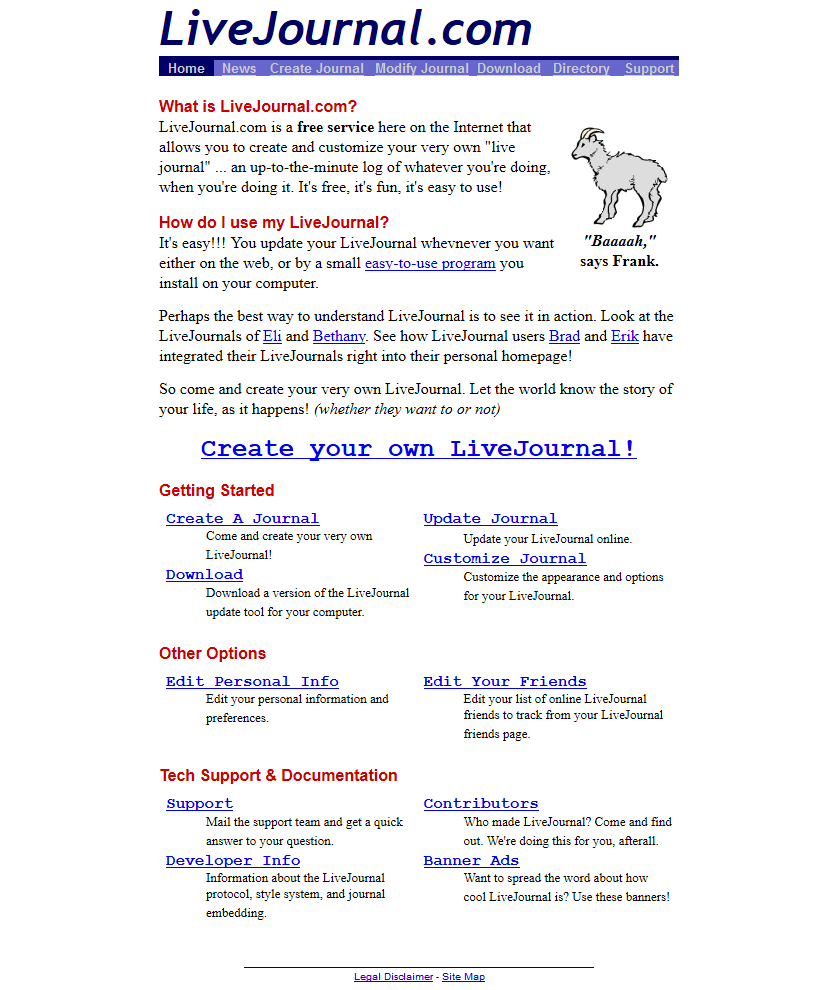 LiveJournal.com
Home News Create Journal Modify Journal Download Directory Support
What is LiveJournal.com?
LiveJournal.com is a free service here on the Internet that
allows you to create and customize your very own "live
journal" ... an up-to-the-minute log of whatever you're doing,
when you're doing it. It's free, it's fun, it's easy to use!
"Baaaah,"
says Frank.
How do I use my LiveJournal?
It's easy!!! You update your LiveJournal whevnever you want
either on the web, or by a small easy-to-use program you
install on your computer.
Perhaps the best way to understand LiveJournal is to see it in action. Look at the
LiveJournals of Eli and Bethany. See how LiveJournal users Brad and Erik have
integrated their LiveJournals right into their personal homepage!
So come and create your very own LiveJournal. Let the world know the story of
your life, as it happens! (whether they want to or not)
Create your own LiveJournal!
Getting Started
Create A Journal
Come and create your very own
LiveJournal!
Download
Download a version of the LiveJournal
update tool for your computer.
Update Journal
Update your LiveJournal online.
Customize Journal
Customize the appearance and options
for your LiveJournal.
Other Options
Edit Personal Info
Edit your personal information and
preferences.
Edit Your Friends
Edit your list of online LiveJournal
friends to track from your LiveJournal
friends page.
Tech Support & Documentation
Support
Mail the support team and get a quick
answer to your question.
Developer Info
Information about the LiveJournal
protocol, style system, and journal
embedding.
Contributors
Who made LiveJournal? Come and find
out. We're doing this for you, afterall.
Banner Ads
Want to spread the word about how
cool LiveJournal is? Use these banners!
Legal Disclaimer - Site Map